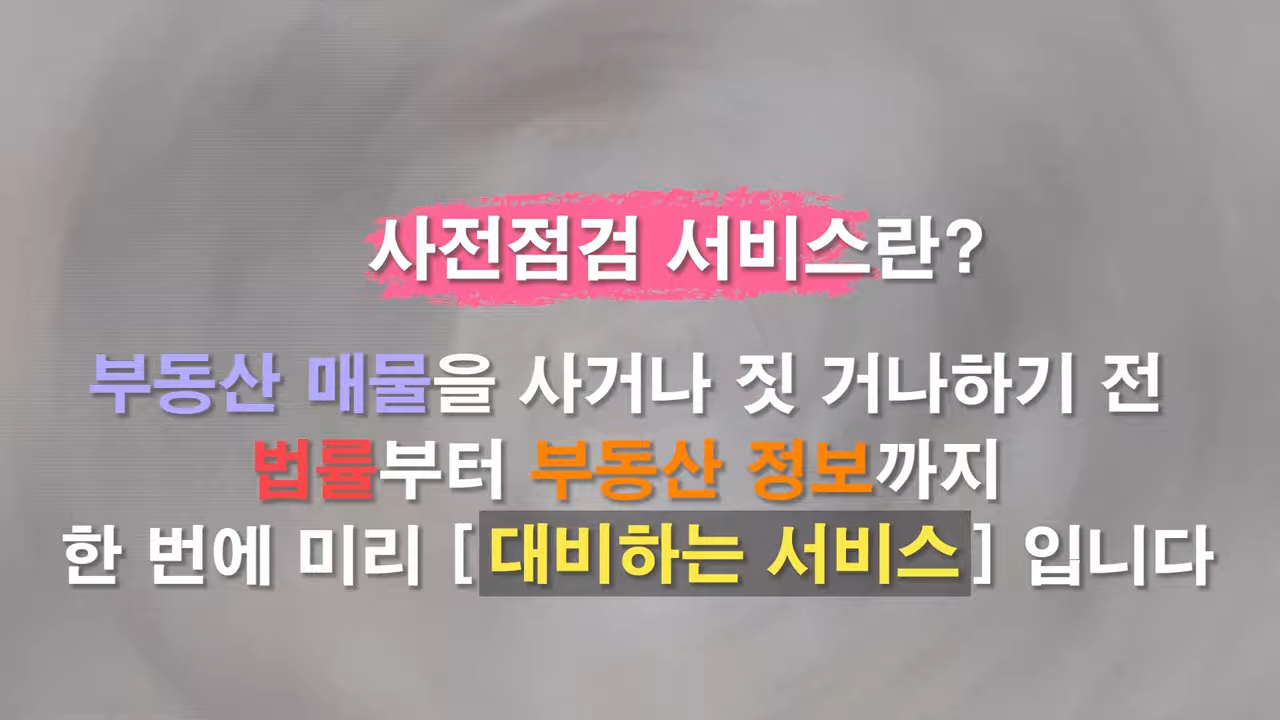 사전점검 서비스란?
부동산 매물을 사거나 짓 거나하기 전
법률부터 부동산 정보까지
한 번에 미리 [대비하는 서비스] 입니다